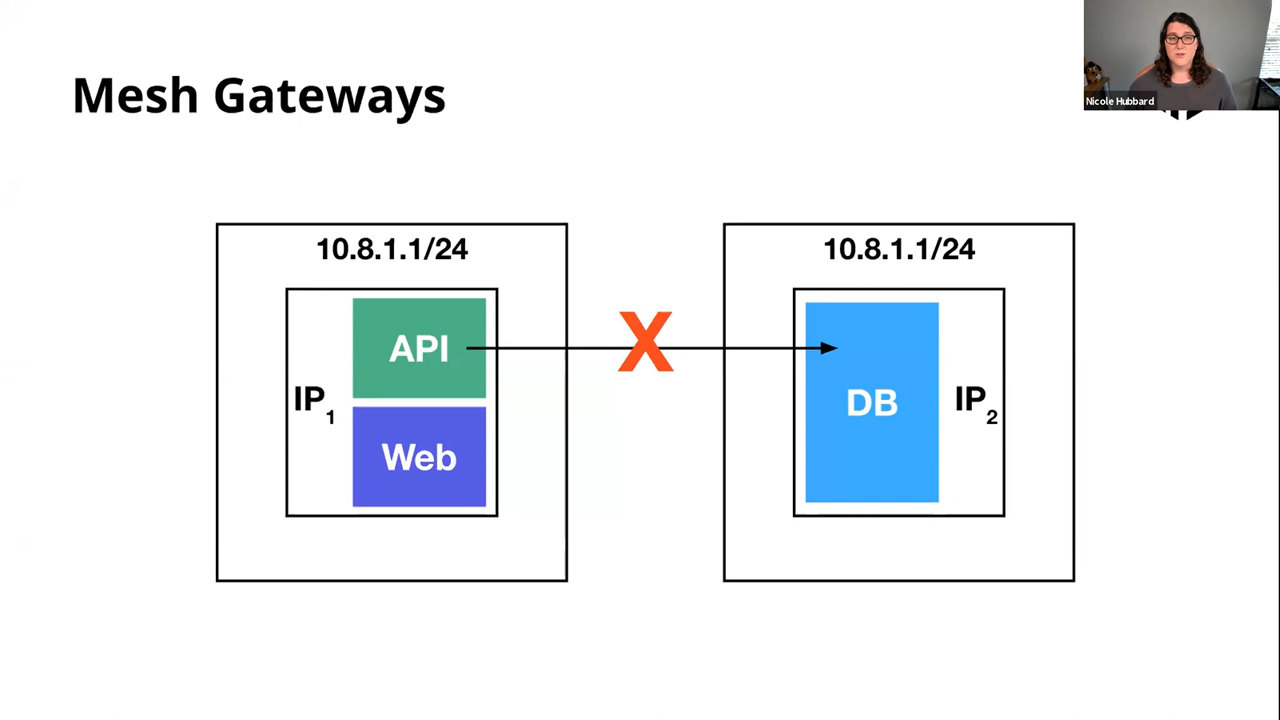 Mesh Gateways
Nicole Hubbard
10.8.1.1/24
API
IP1
Web
10.8.1.1/24
X
DB
IP2